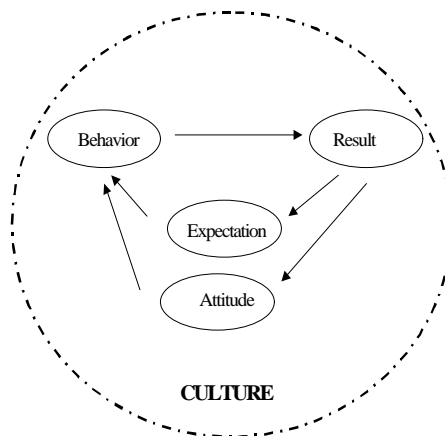 Behavior
Result
Expectation
Attitude
CULTURE